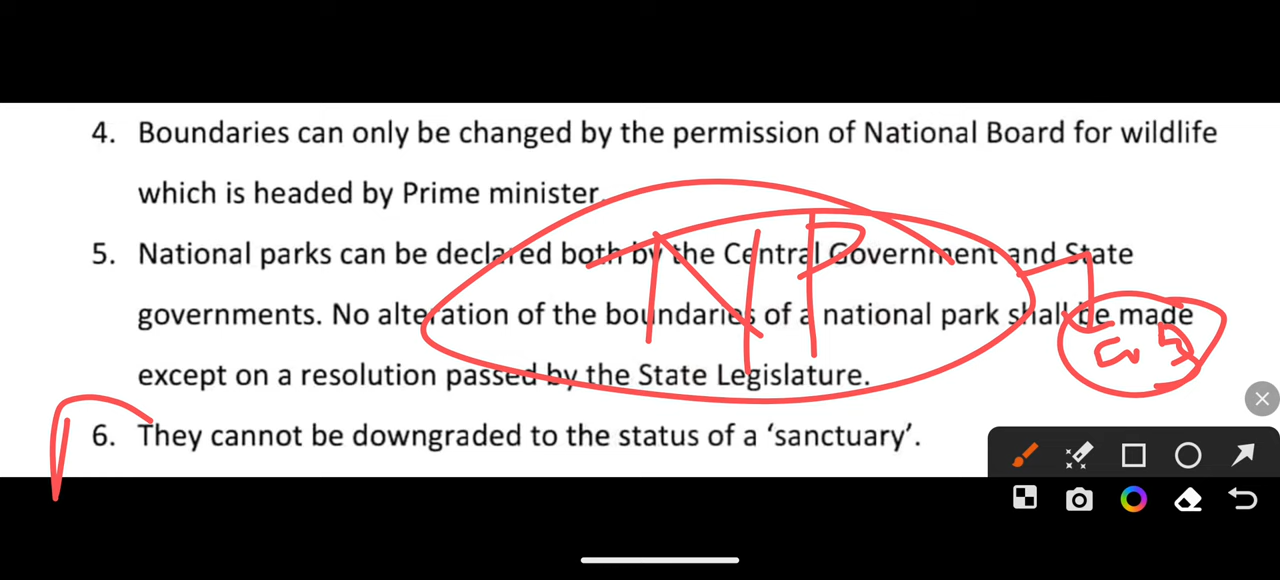 4. Boundaries can only be changed by the permission of National Board for wildlife
which is headed by Prime minister.
5. National parks can be declared both by the Central Government and State
governments. No alteration of the boundaries of a national park shall be made
except on a resolution passed by the State Legislature.
6. They cannot be downgraded to the status of a ‘sanctuary’.
NP